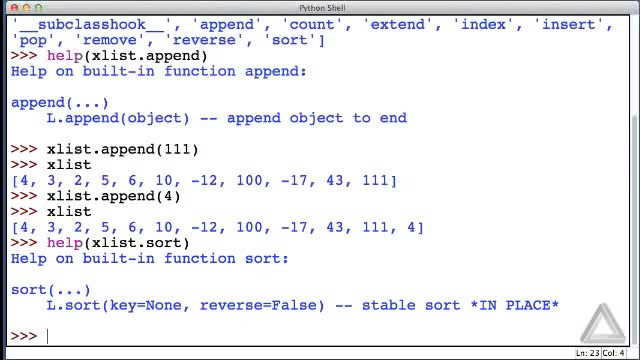 Python Shell
'__subclasshook__', 'append', 'count', 'extend', 'index', 'insert',
'pop', 'remove', 'reverse', 'sort']
>>> help(xlist.append)
Help on built-in function append:
append(...)
L.append(object) -- append object to end
>>> xlist.append(111)
>>> xlist
[4, 3, 2, 5, 6, 10, -12, 100, -17, 43, 111]
>>> xlist.append(4)
>>> xlist
[4, 3, 2, 5, 6, 10, -12, 100, -17, 43, 111, 4]
>>> help(xlist.sort)
Help on built-in function sort:
sort(...)
L.sort(key=None, reverse=False) -- stable sort *IN PLACE*
>>>
Ln: 23 Col: 4